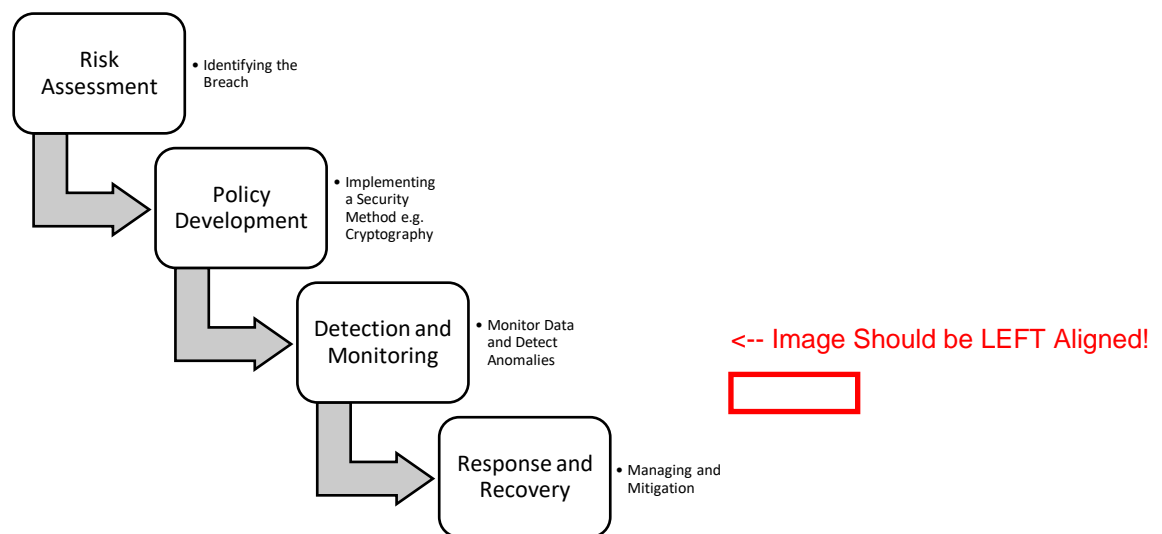 Risk
Assessment
• Identifying the
Breach
Policy
Development
• Implementing
a Security
Method e.g.
Cryptography
Detection and
Monitoring
• Monitor Data
and Detect
Anomalies
<-- Image Should be LEFT Aligned!
Response and
Recovery
• Managing and
Mitigation